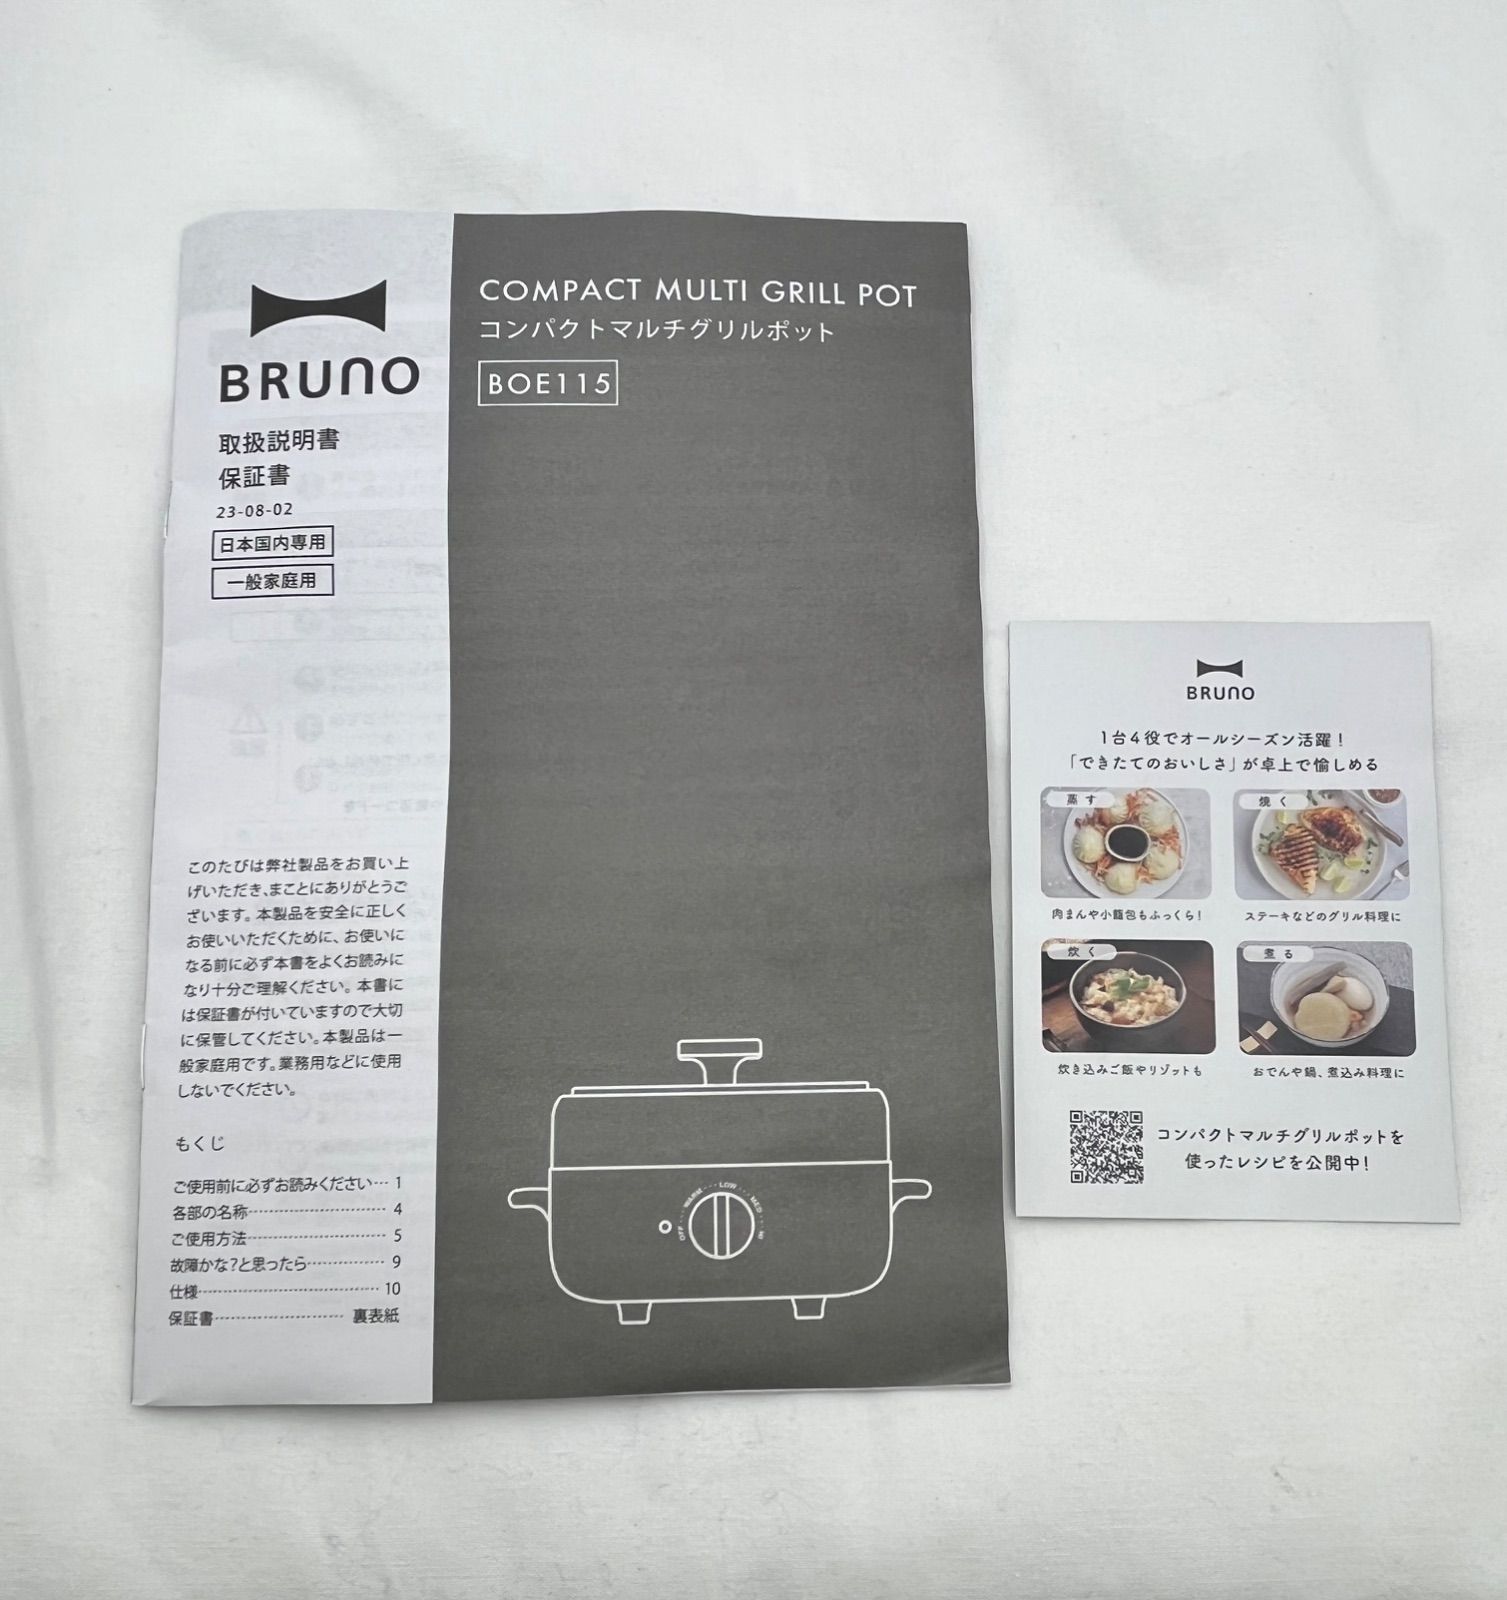 BRUNO
取扱説明書
保証書
23-08-02
日本国内専用
一般家庭用
このたびは弊社製品をお買い上
げいただき、まことにありがとうご
ざいます。本製品を安全に正しく
お使いいただくために、お使いに
なる前に必ず本書をよくお読みに
なり十分ご理解ください。本書に
は保証書が付いていますので大切
に保管してください。本製品は一
般家庭用です。業務用などに使用
しないでください。
もくじ
ご使用前に必ずお読みください… 1
各部の名称………………… 4
ご使用方法………………… 5
故障かな?と思ったら………… 9
仕様……………………… 10
保証書………………… 裏表紙
COMPACT MULTI GRILL POT
コンパクトマルチグリルポット
BOE115
OFF WARM LOW MED
BRUNO
1台4役でオールシーズン活躍!
「できたてのおいしさ」が卓上で愉しめる
蒸す
焼く
肉まんや小籠包もふっくら!
ステーキなどのグリル料理に
炊く
煮る
炊き込みご飯やリゾットも
おでんや鍋、煮込み料理に
コンパクトマルチグリルポットを
使ったレシピを公開中!